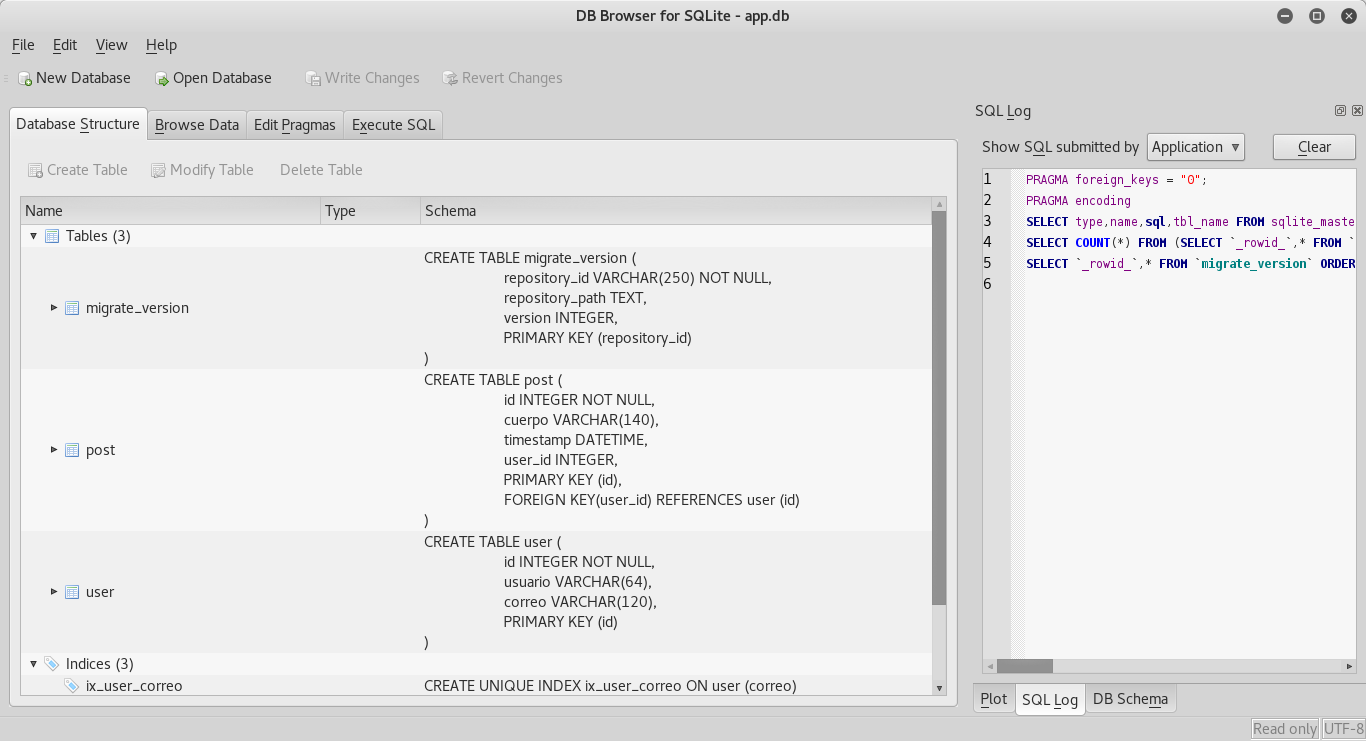 DB Browser for SQLite - app.db
File Edit View Help
New Database Open Database Write Changes Revert Changes
Database Structure Browse Data Edit Pragmas Execute SQL
Create Table Modify Table Delete Table
Name Type Schema
Tables (3)
migrate_version
CREATE TABLE migrate_version (
repository_id VARCHAR(250) NOT NULL,
repository_path TEXT,
version INTEGER,
PRIMARY KEY (repository_id)
)
post
CREATE TABLE post (
id INTEGER NOT NULL,
cuerpo VARCHAR(140),
timestamp DATETIME,
user_id INTEGER,
PRIMARY KEY (id),
FOREIGN KEY(user_id) REFERENCES user (id)
)
user
CREATE TABLE user (
id INTEGER NOT NULL,
usuario VARCHAR(64),
correo VARCHAR(120),
PRIMARY KEY (id)
)
Indices (3)
ix_user_correo CREATE UNIQUE INDEX ix_user_correo ON user (correo)
SQL Log
Show SQL submitted by Application Clear
1 PRAGMA foreign_keys = "0";
2 PRAGMA encoding
3 SELECT type,name,sql,tbl_name FROM sqlite_maste
4 SELECT COUNT(*) FROM (SELECT `_rowid_`,* FROM `
5 SELECT `_rowid_`,* FROM `migrate_version` ORDER
6
Plot SQL Log DB Schema
Read only UTF-8